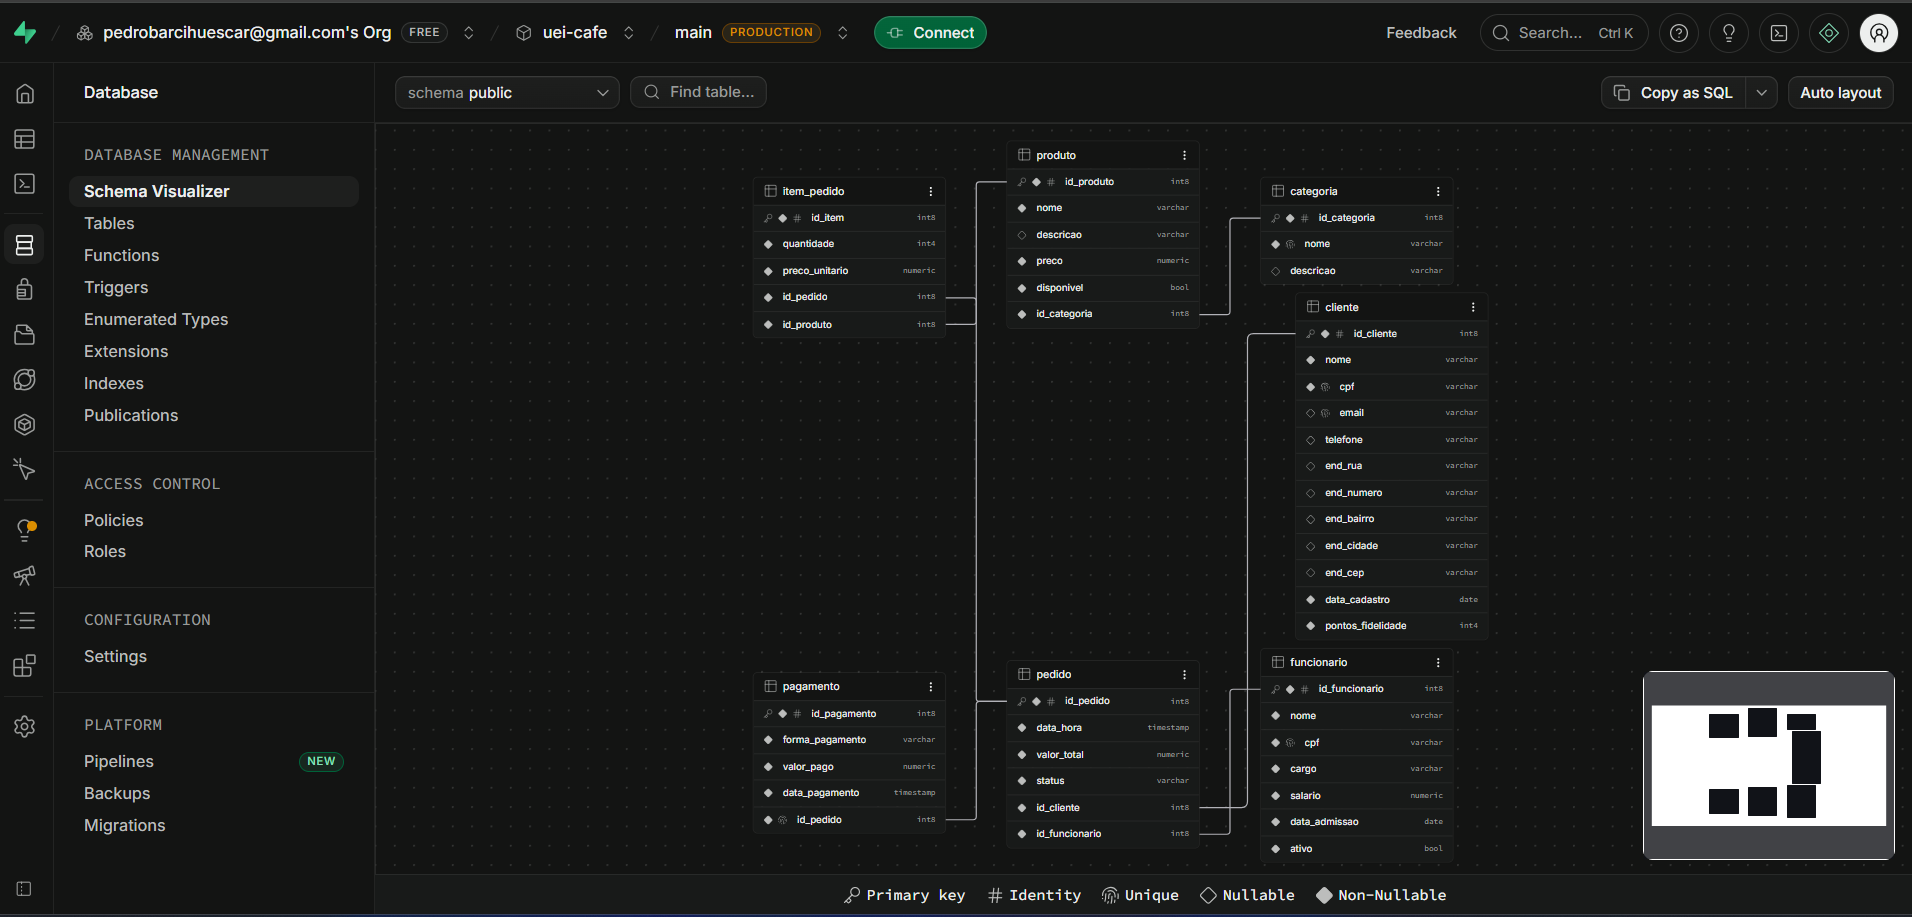 pedrobarcihuescar@gmail.com's Org FREE uei-cafe main PRODUCTION Connect Feedback Search... Ctrl K
Database
DATABASE MANAGEMENT
Schema Visualizer
Tables
Functions
Triggers
Enumerated Types
Extensions
Indexes
Publications
ACCESS CONTROL
Policies
Roles
CONFIGURATION
Settings
PLATFORM
Pipelines NEW
Backups
Migrations
schema public Find table... Copy as SQL Auto layout
item_pedido
id_item int8
quantidade int4
preco_unitario numeric
id_pedido int8
id_produto int8
produto
id_produto int8
nome varchar
descricao varchar
preco numeric
disponivel bool
id_categoria int8
categoria
id_categoria int8
nome varchar
descricao varchar
cliente
id_cliente int8
nome varchar
cpf varchar
email varchar
telefone varchar
end_rua varchar
end_numero varchar
end_bairro varchar
end_cidade varchar
end_cep varchar
data_cadastro date
pontos_fidelidade int4
pagamento
id_pagamento int8
forma_pagamento varchar
valor_pago numeric
data_pagamento timestamp
id_pedido int8
pedido
id_pedido int8
data_hora timestamp
valor_total numeric
status varchar
id_cliente int8
id_funcionario int8
funcionario
id_funcionario int8
nome varchar
cpf varchar
cargo varchar
salario numeric
data_admissao date
ativo bool
Primary key Identity Unique Nullable Non-Nullable